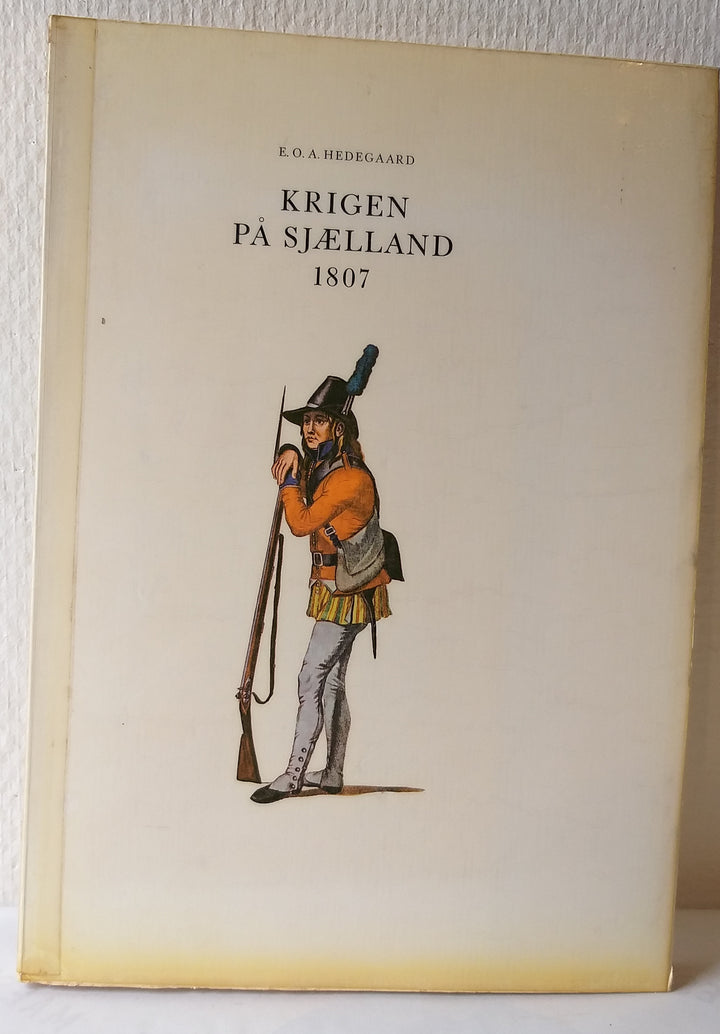 E. O. A. HEDEGAARD
KRIGEN
PÅ SJÆLLAND
1807